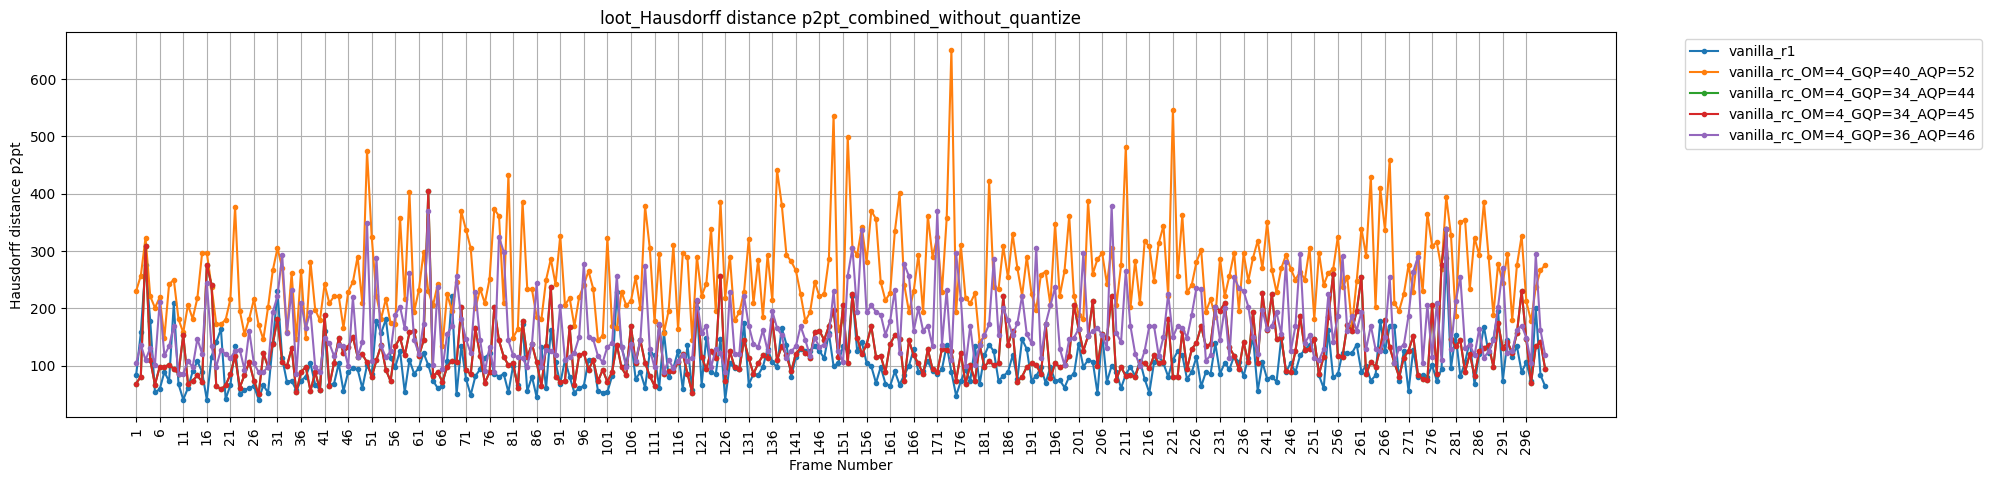 loot_Hausdorff distance p2pt_combined_without_quantize
Hausdorff distance p2pt
600
500
400
300
200
100
1 6 11 16 21 26 31 36 41 46 51 56 61 66 71 76 81 86 91 96 101 106 111 116 121 126 131 136 141 146 151 156 161 166 171 176 181 186 191 196 201 206 211 216 221 226 231 236 241 246 251 256 261 266 271 276 281 286 291 296
Frame Number
vanilla_r1
vanilla_rc_OM=4_GQP=40_AQP=52
vanilla_rc_OM=4_GQP=34_AQP=44
vanilla_rc_OM=4_GQP=34_AQP=45
vanilla_rc_OM=4_GQP=36_AQP=46